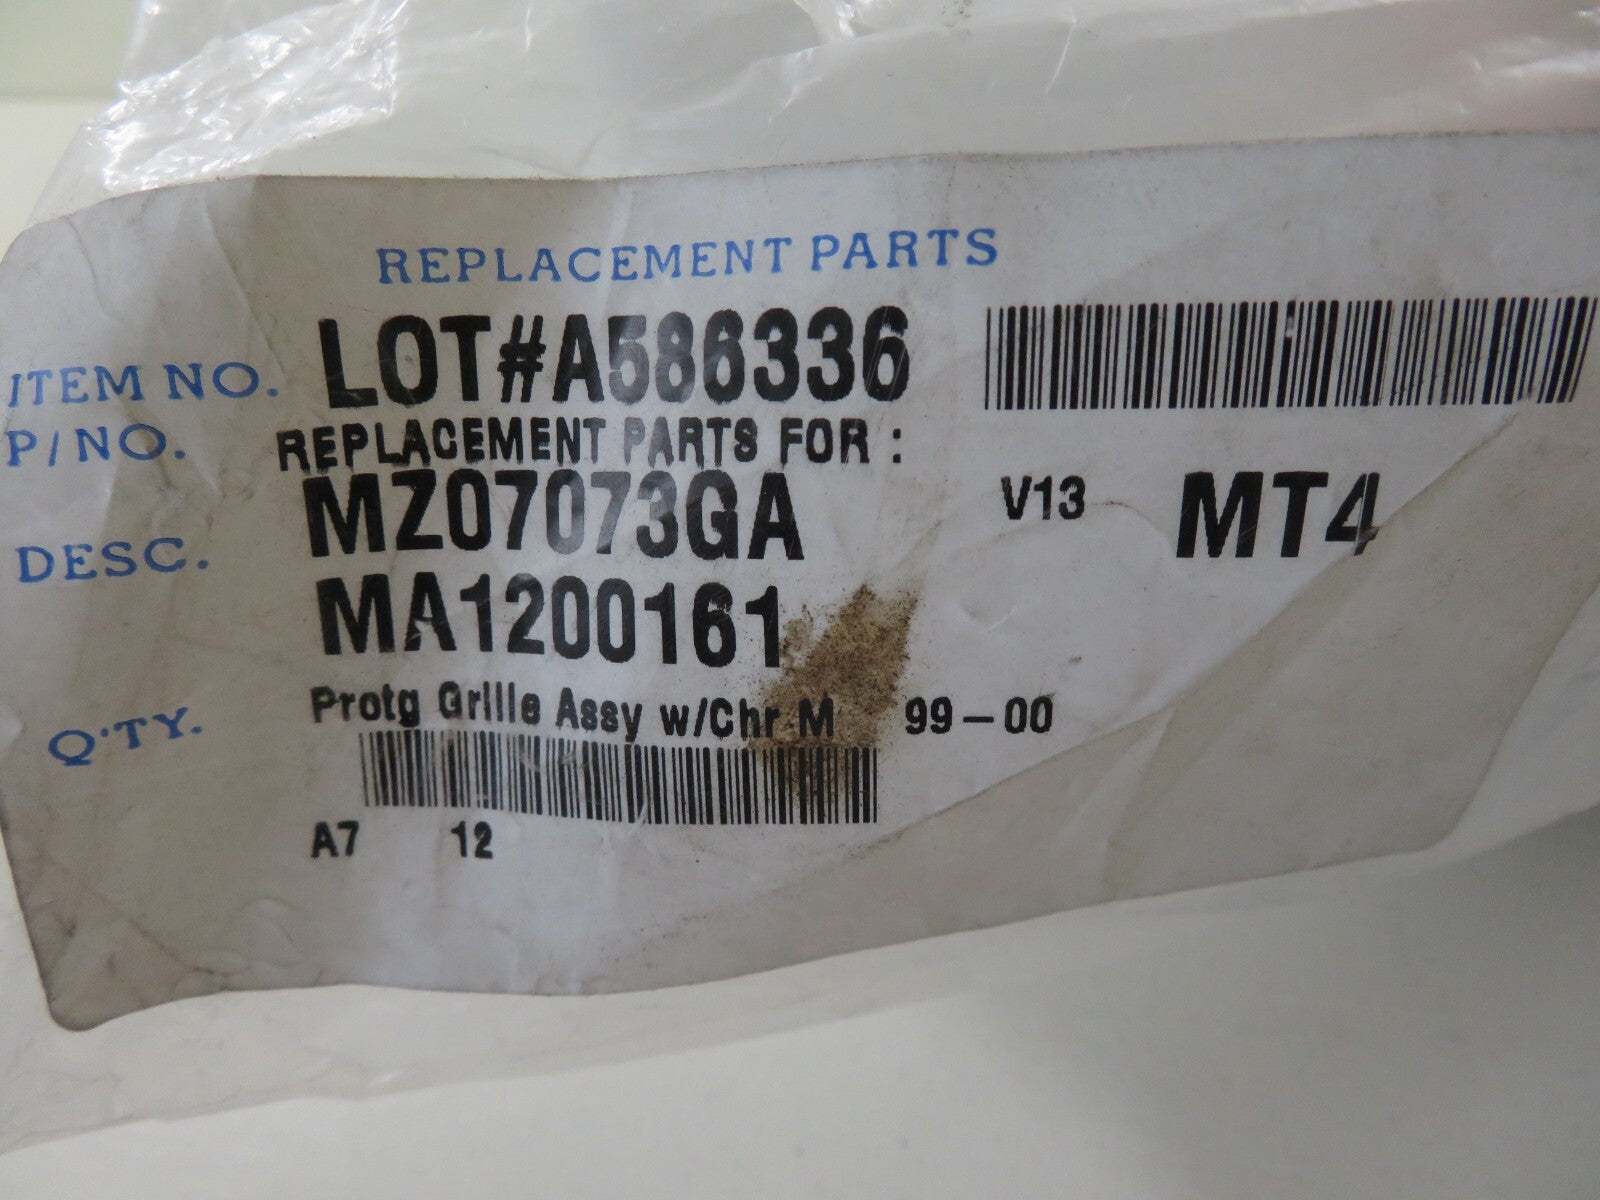 REPLACEMENT PARTS
ITEM NO. LOT#A586336
P/NO. REPLACEMENT PARTS FOR :
MZ07073GA V13 MT4
DESC.
MA1200161
Q'TY. Protg Grille Assy w/Chr M 99-00
A7 12